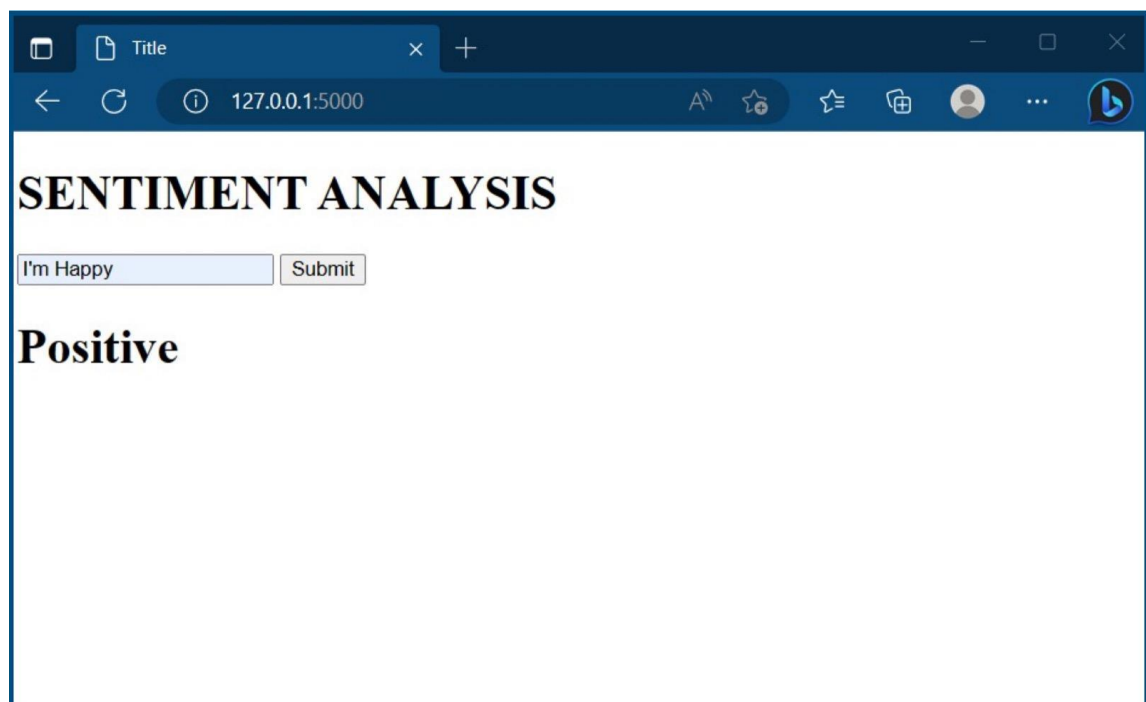 Title
127.0.0.1:5000
SENTIMENT ANALYSIS
I'm Happy Submit
Positive